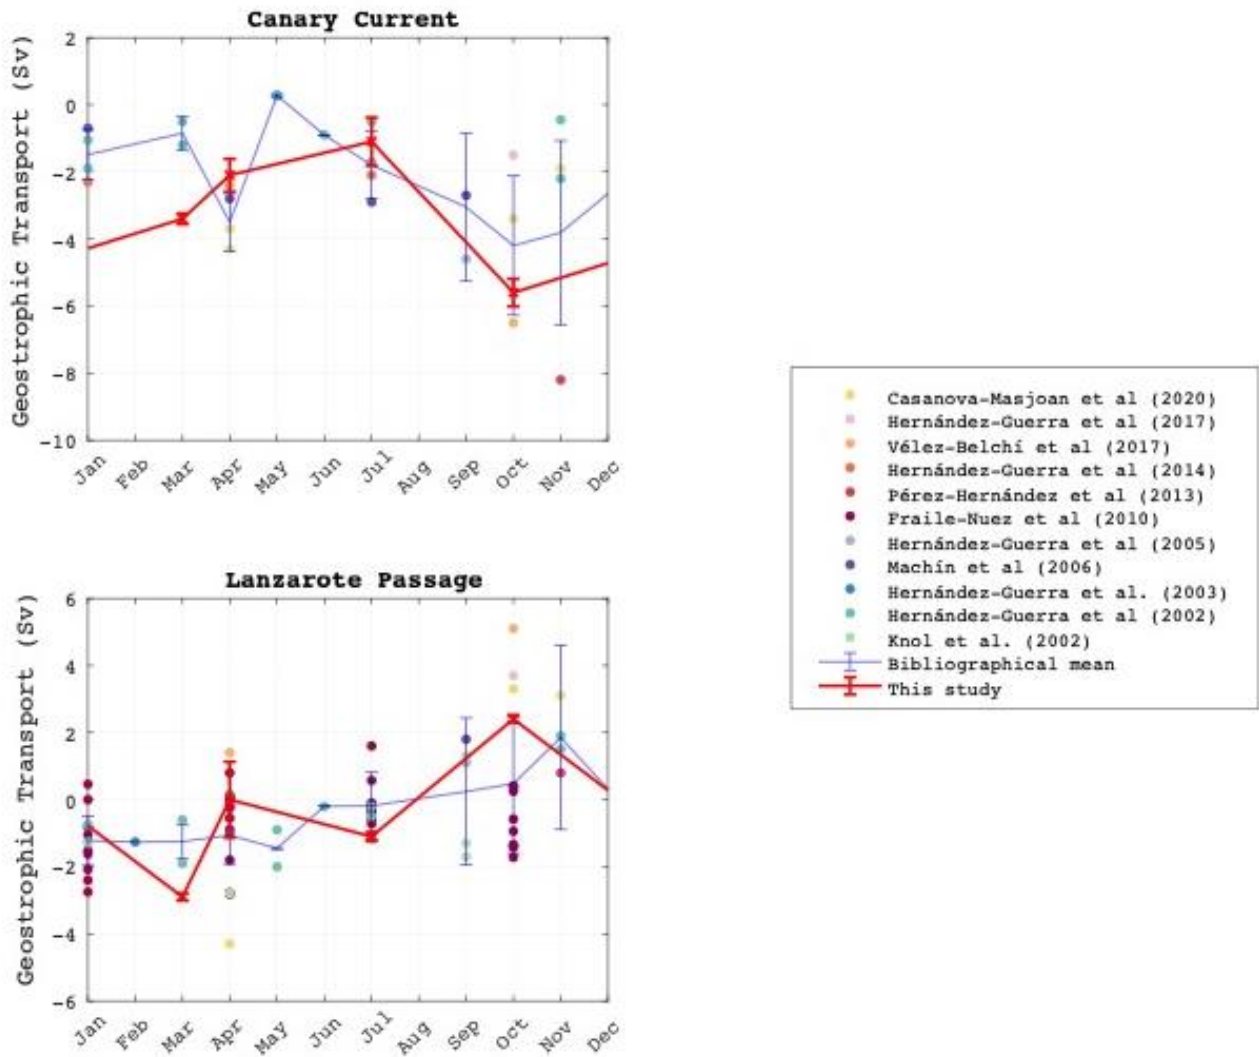 Canary Current
Geostrophic Transport (Sv)
2
0
-2
-4
-6
-8
-10
Jan
Feb
Mar
Apr
May
Jun
Jul
Aug
Sep
Oct
Nov
Dec
Lanzarote Passage
Geostrophic Transport (Sv)
6
4
2
0
-2
-4
-6
Jan
Feb
Mar
Apr
May
Jun
Jul
Aug
Sep
Oct
Nov
Dec
Casanova-Masjoan et al (2020)
Hernández-Guerra et al (2017)
Vélez-Belchí et al (2017)
Hernández-Guerra et al (2014)
Pérez-Hernández et al (2013)
Fraile-Nuez et al (2010)
Hernández-Guerra et al (2005)
Machín et al (2006)
Hernández-Guerra et al. (2003)
Hernández-Guerra et al (2002)
Knol et al. (2002)
Bibliographical mean
This study